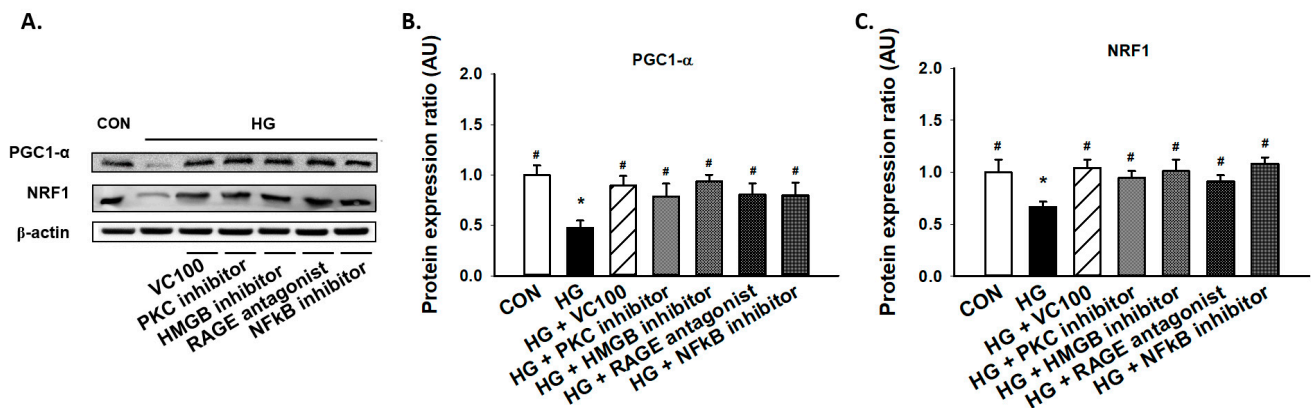 A.
CON HG
PGC1-α
NRF1
β-actin
VC100
PKC inhibitor
HMGB inhibitor
RAGE antagonist
NFkB inhibitor
B.
PGC1-α
Protein expression ratio (AU)
2.0
1.5
1.0
0.5
0.0
#
*
#
#
#
#
#
CON
HG
HG + VC100
HG + PKC inhibitor
HG + HMGB inhibitor
HG + RAGE antagonist
HG + NFkB inhibitor
C.
NRF1
Protein expression ratio (AU)
2.0
1.5
1.0
0.5
0.0
#
*
#
#
#
#
#
CON
HG
HG + VC100
HG + PKC inhibitor
HG + HMGB inhibitor
HG + RAGE antagonist
HG + NFkB inhibitor